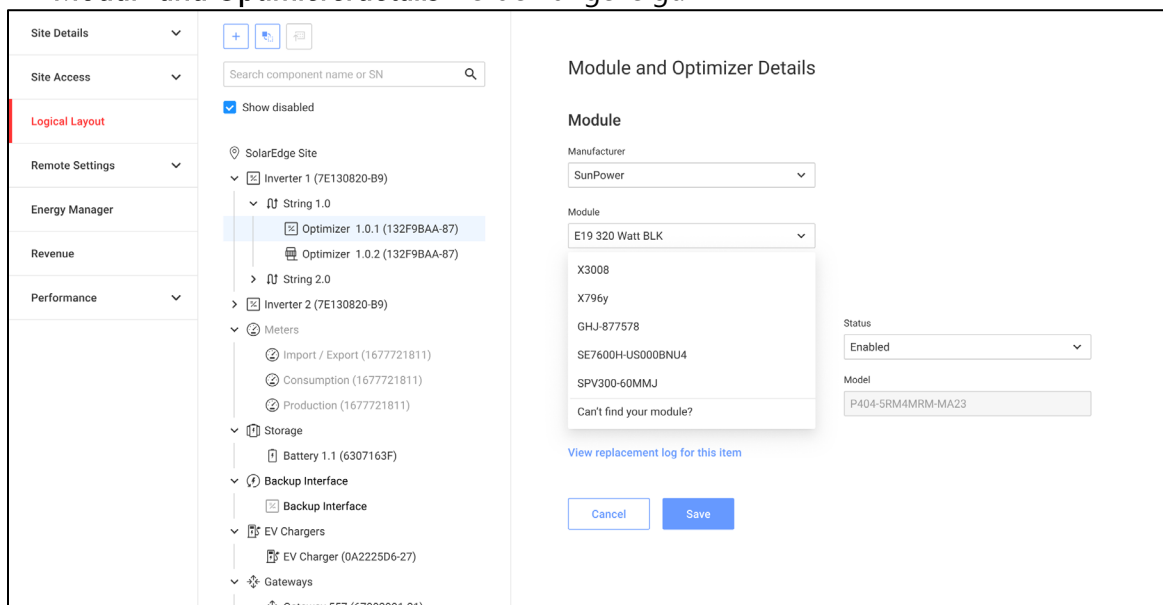 Site Details
Site Access
Logical Layout
Remote Settings
Energy Manager
Revenue
Performance
Search component name or SN
Show disabled
SolarEdge Site
Inverter 1 (7E130820-B9)
String 1.0
Optimizer 1.0.1 (132F9BAA-87)
Optimizer 1.0.2 (132F9BAA-87)
String 2.0
Inverter 2 (7E130820-B9)
Meters
Import / Export (1677721811)
Consumption (1677721811)
Production (1677721811)
Storage
Battery 1.1 (6307163F)
Backup Interface
Backup Interface
EV Chargers
EV Charger (0A2225D6-27)
Gateways
Module and Optimizer Details
Module
Manufacturer
SunPower
Module
E19 320 Watt BLK
X3008
X796y
GHJ-877578
SE7600H-US000BNU4
SPV300-60MMJ
Can't find your module?
Status
Enabled
Model
P404-5RM4MRM-MA23
View replacement log for this item
Cancel
Save